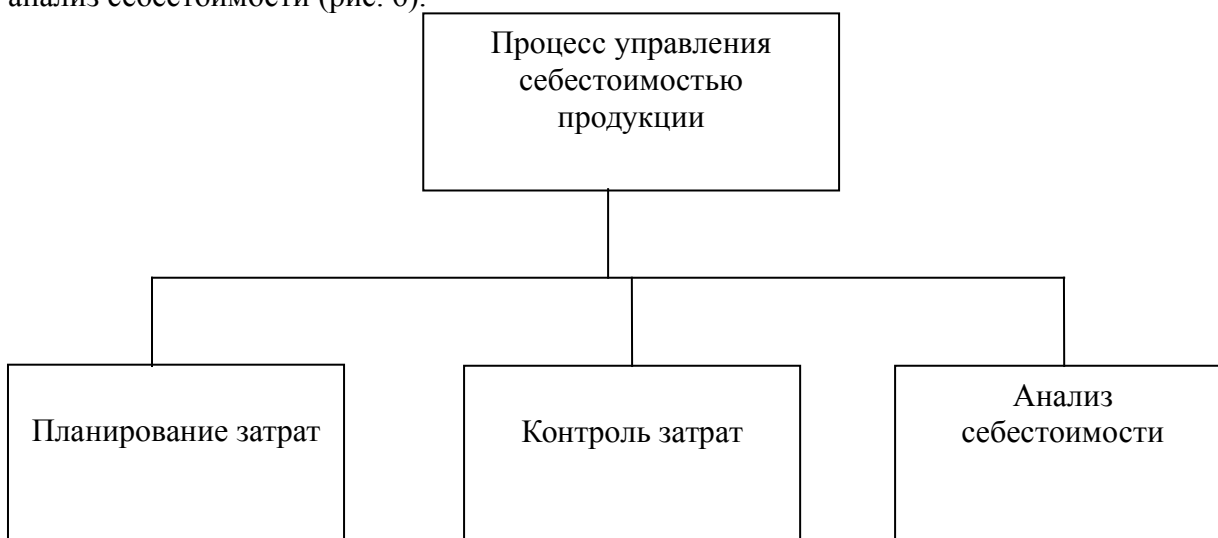 анализ себестоимости (рис. 6).
Процесс управления
себестоимостью
продукции
Планирование затрат
Контроль затрат
Анализ
себестоимости